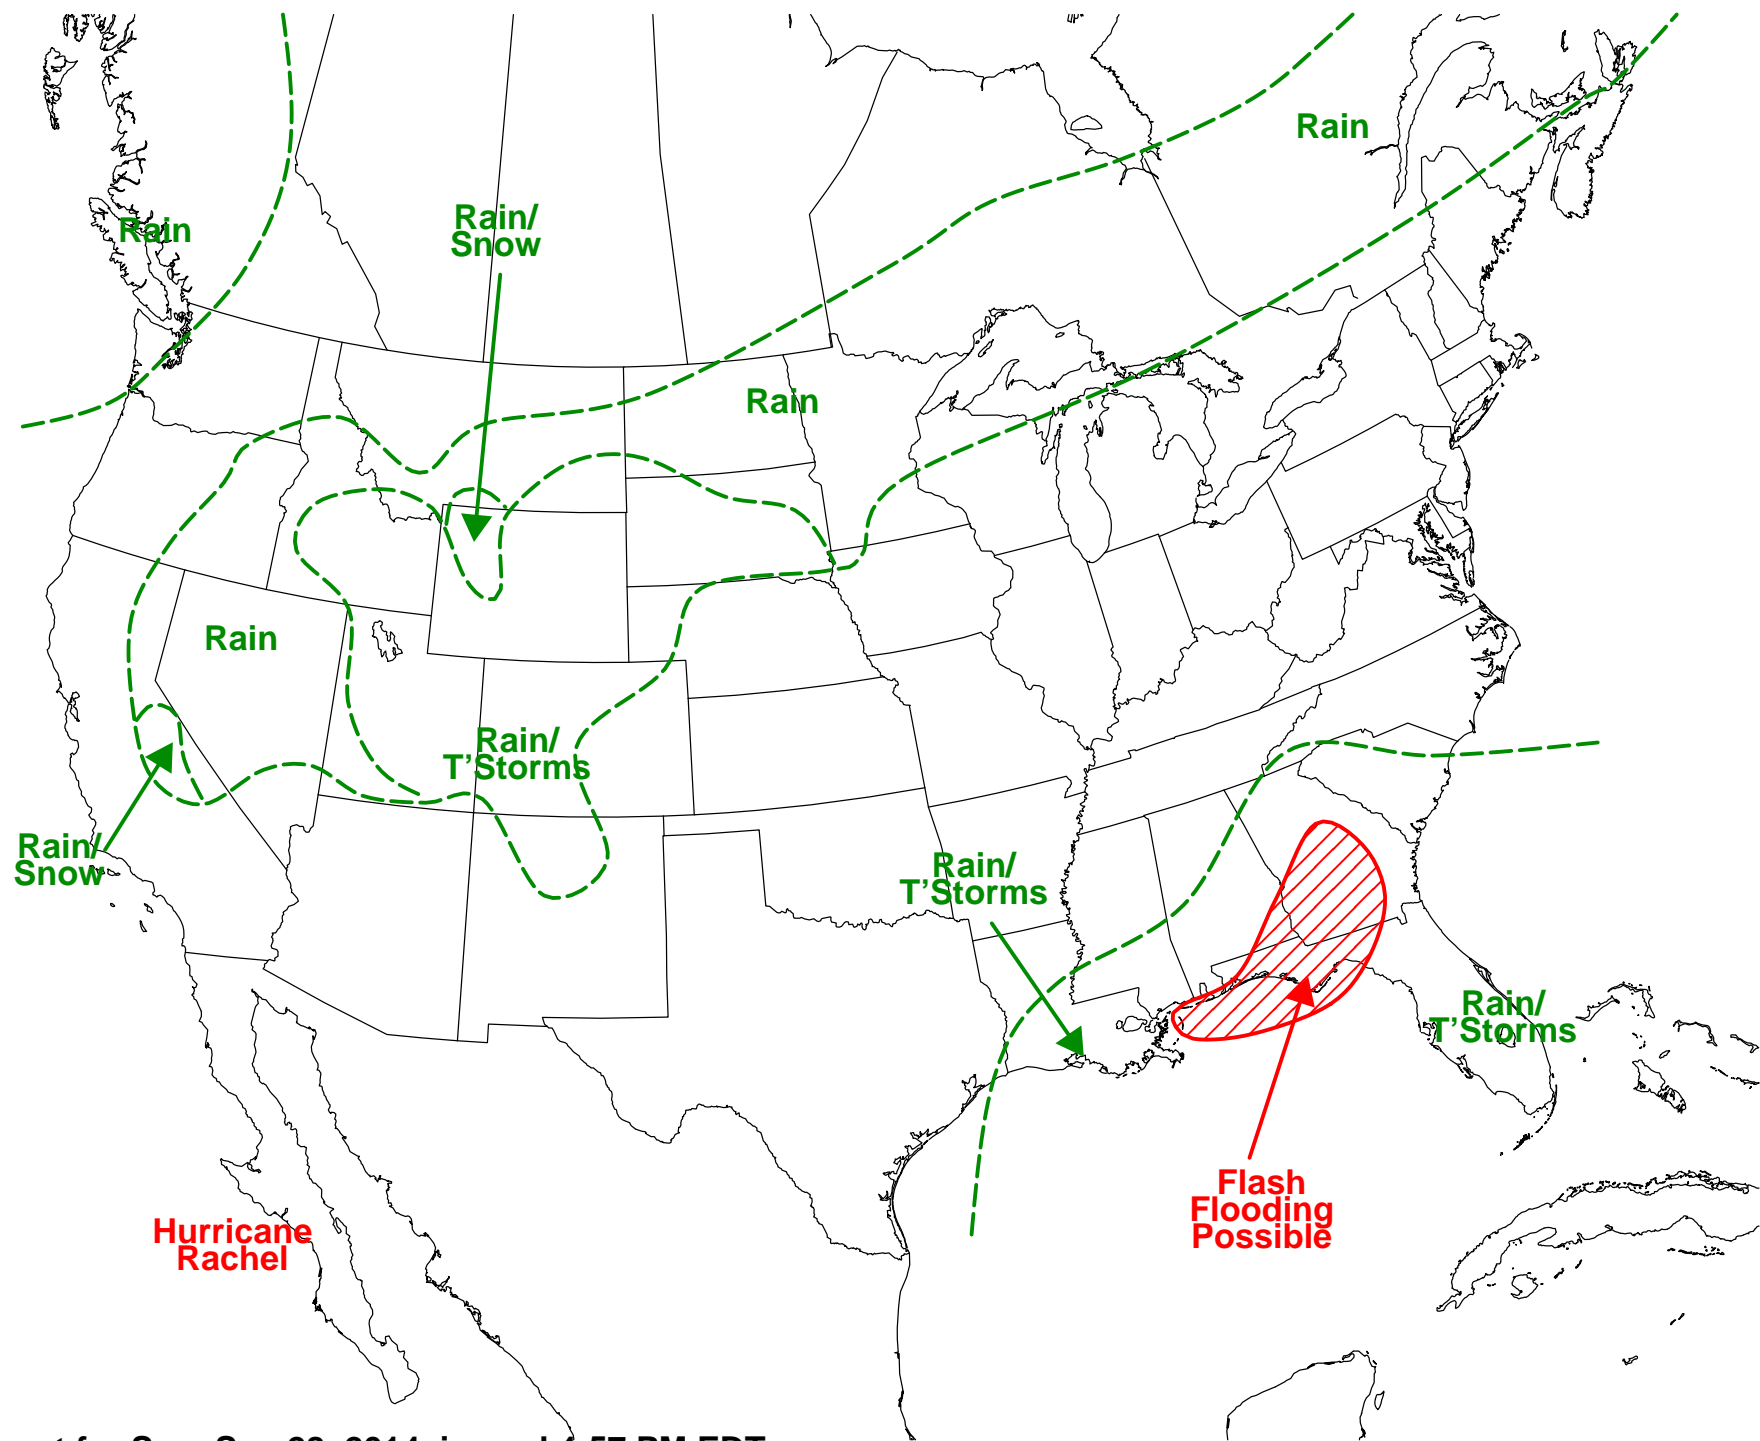 Rain
Rain
Rain/
Snow
Rain
Rain
Rain/
T'Storms
Rain/
Snow
Rain/
T'Storms
Rain/
T'Storms
Flash
Flooding
Possible
Hurricane
Rachel